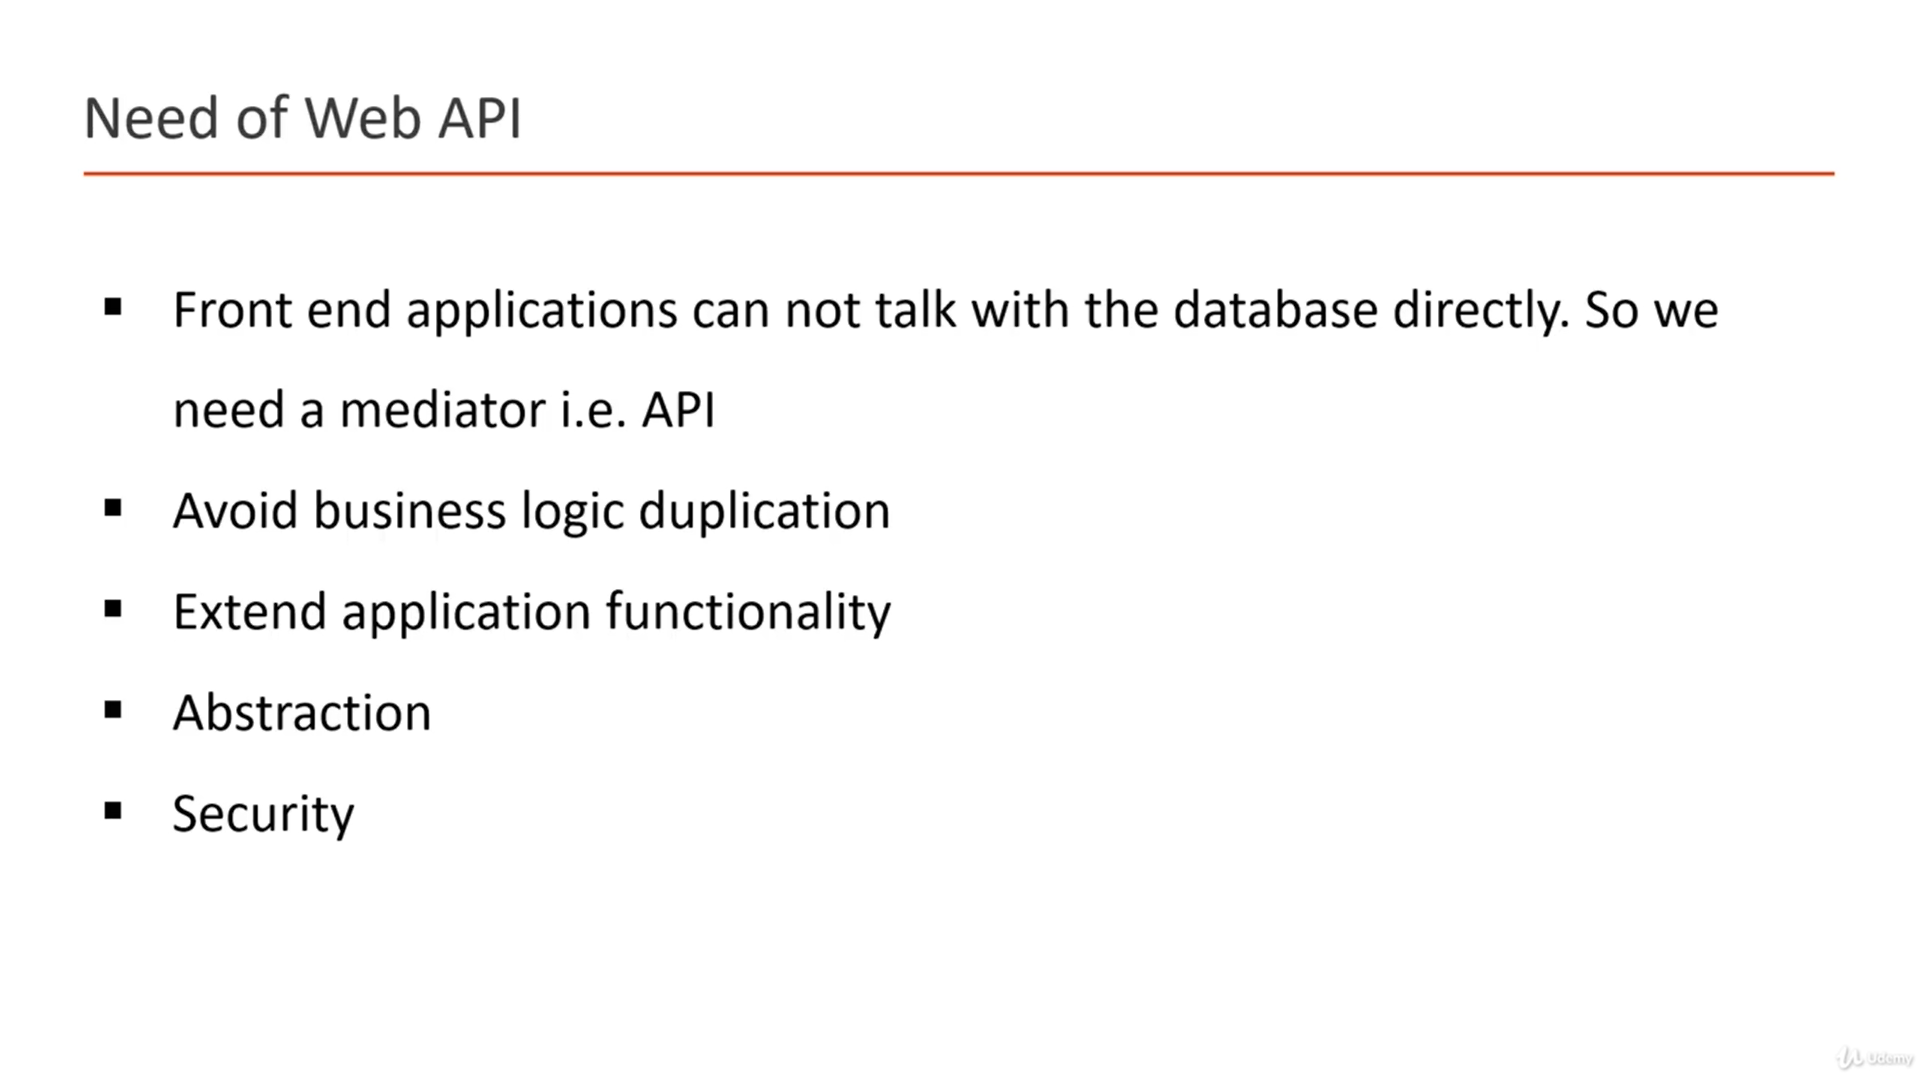 Need of Web API
▪ Front end applications can not talk with the database directly. So we
need a mediator i.e. API
▪ Avoid business logic duplication
▪ Extend application functionality
▪ Abstraction
▪ Security
Udemy